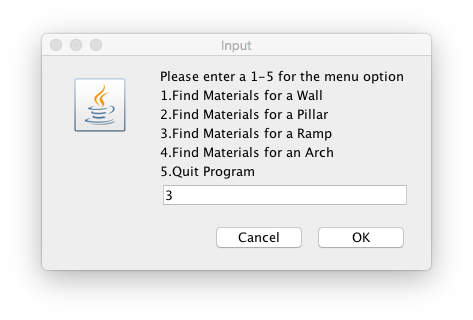 Input
Please enter a 1-5 for the menu option
1.Find Materials for a Wall
2.Find Materials for a Pillar
3.Find Materials for a Ramp
4.Find Materials for an Arch
5.Quit Program
3
Cancel OK